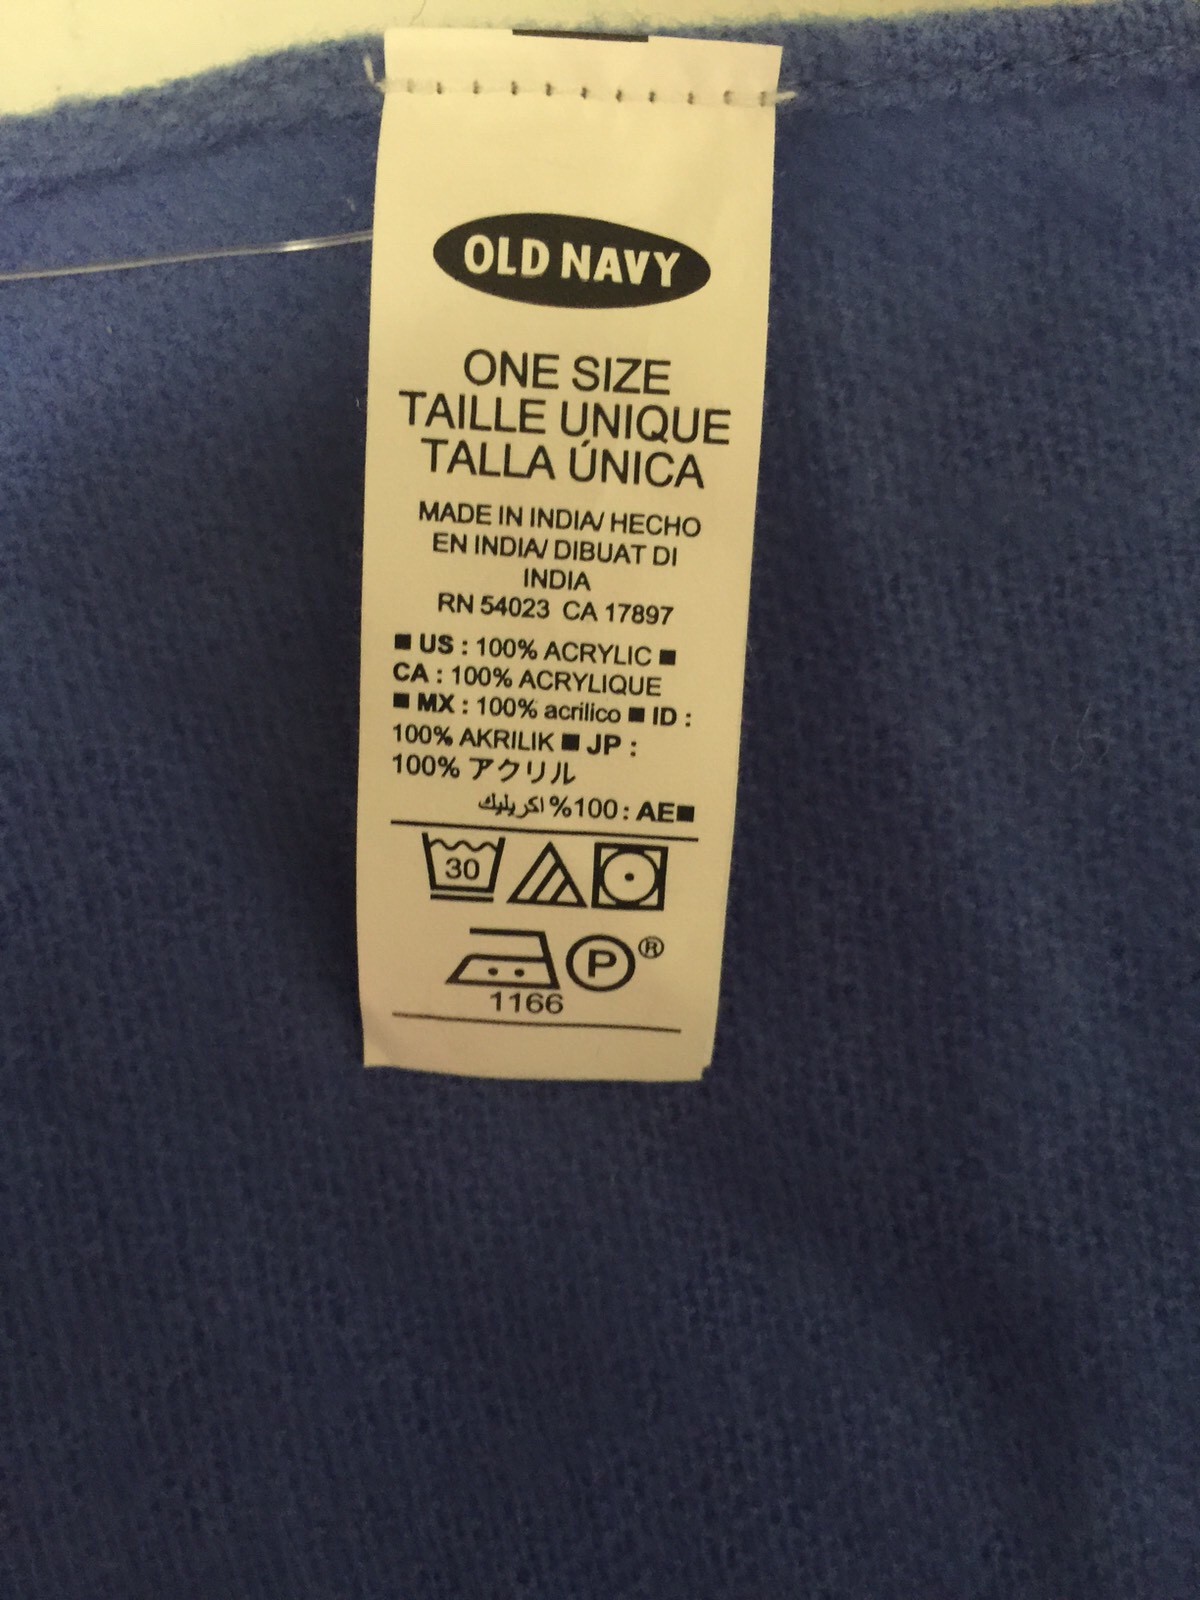 OLD NAVY
ONE SIZE
TAILLE UNIQUE
TALLA ÚNICA
MADE IN INDIA/ HECHO
EN INDIA/ DIBUAT DI
INDIA
RN 54023 CA 17897
■ US : 100% ACRYLIC ■
CA : 100% ACRYLIQUE
■ MX : 100% acrilico ■ ID :
100% AKRILIK ■ JP :
100% アクリル
■AE : 100% اكريليك
30
P ®
1166